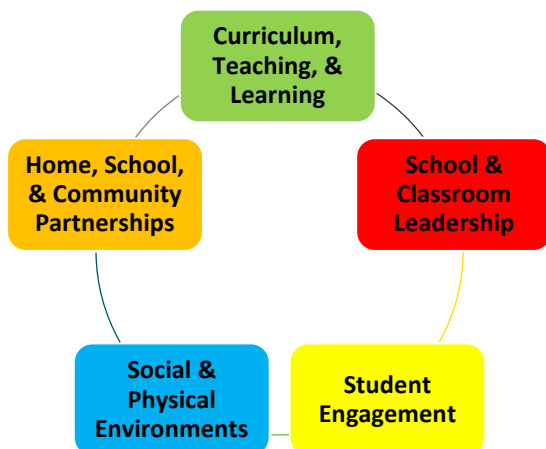 Curriculum,
Teaching, &
Learning
Home, School,
& Community
Partnerships
School &
Classroom
Leadership
Social &
Physical
Environments
Student
Engagement